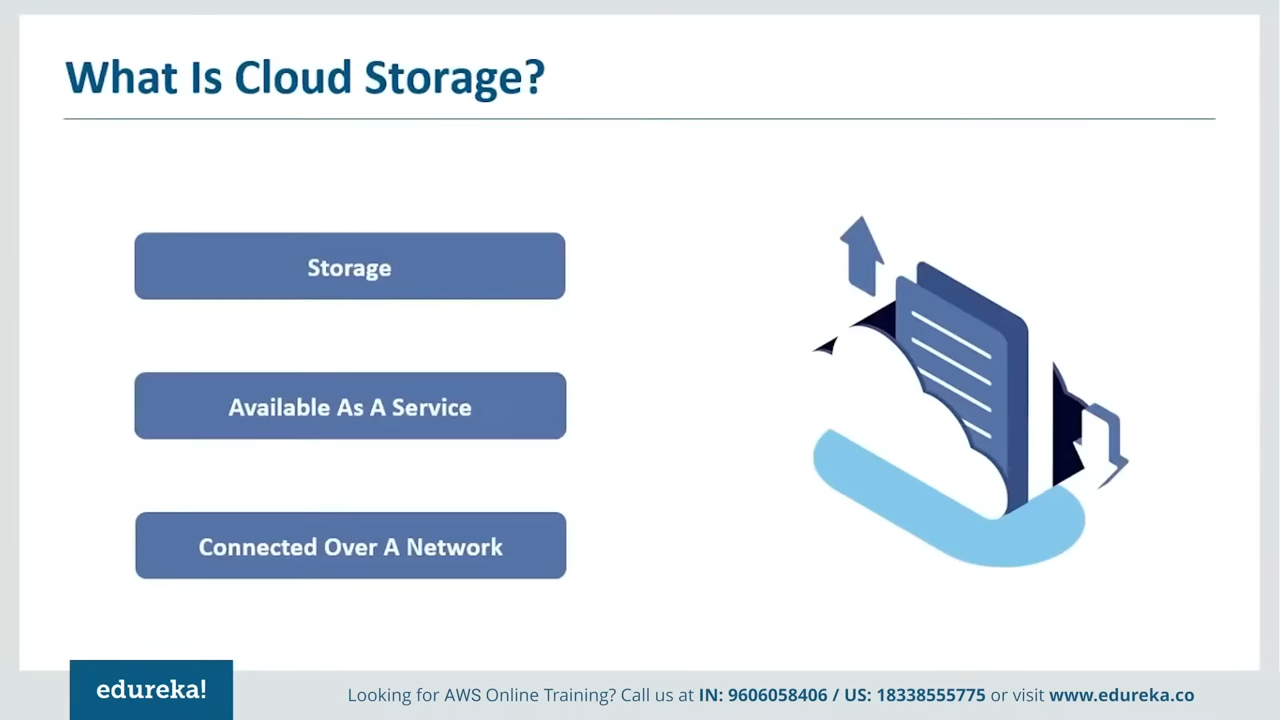 What Is Cloud Storage?
Storage
Available As A Service
Connected Over A Network
edureka!
Looking for AWS Online Training? Call us at IN: 9606058406 / US: 18338555775 or visit www.edureka.co